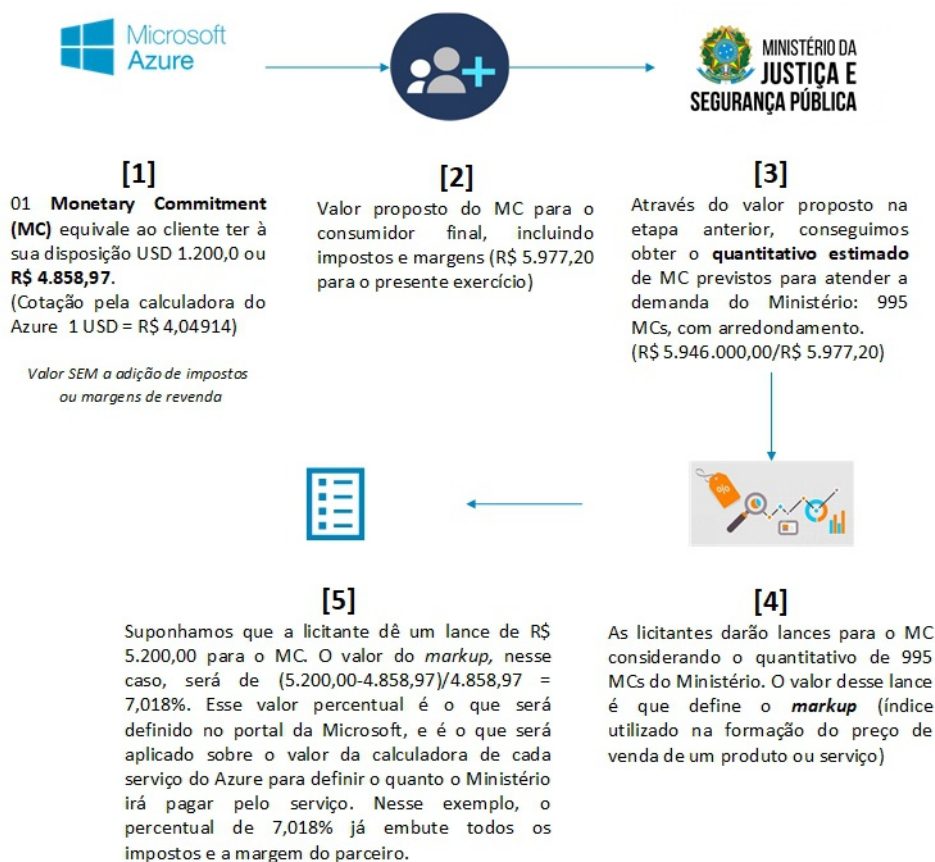 Microsoft
Azure
MINISTÉRIO DA
JUSTIÇA E
SEGURANÇA PÚBLICA
[1]
01 Monetary Commitment
(MC) equivale ao cliente ter à
sua disposição USD 1.200,0 ou
R$ 4.858,97.
(Cotação pela calculadora do
Azure 1 USD = R$ 4,04914)
Valor SEM a adição de impostos
ou margens de revenda
[2]
Valor proposto do MC para o
consumidor final, incluindo
impostos e margens (R$ 5.977,20
para o presente exercício)
[3]
Através do valor proposto na
etapa anterior, conseguimos
obter o quantitativo estimado
de MC previstos para atender a
demanda do Ministério: 995
MCs, com arredondamento.
(R$ 5.946.000,00/R$ 5.977,20)
[4]
As licitantes darão lances para o MC
considerando o quantitativo de 995
MCs do Ministério. O valor desse lance
é que define o markup (índice
utilizado na formação do preço de
venda de um produto ou serviço)
[5]
Suponhamos que a licitante dê um lance de R$
5.200,00 para o MC. O valor do markup, nesse
caso, será de (5.200,00-4.858,97)/4.858,97 =
7,018%. Esse valor percentual é o que será
definido no portal da Microsoft, e é o que será
aplicado sobre o valor da calculadora de cada
serviço do Azure para definir o quanto o Ministério
irá pagar pelo serviço. Nesse exemplo, o
percentual de 7,018% já embute todos os
impostos e a margem do parceiro.